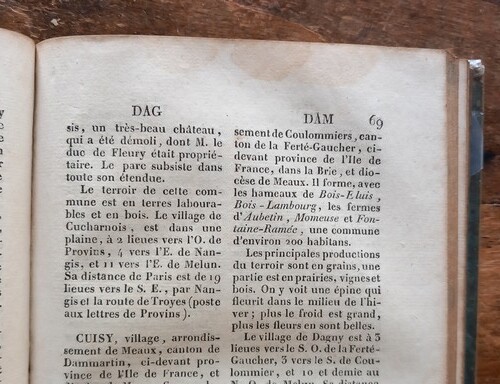 DAG
sis, un très-beau château,
qui a été démoli, dont M. le
duc de Fleury était proprié-
taire. Le parc subsiste dans
toute son étendue.
Le terroir de cette com-
mune est en terres laboura-
bles et en bois. Le village de
Cucharnois, est dans une
plaine, à 2 lieues vers l'O. de
Provins, 4 vers l'E. de Nan-
gis, et 11 vers l'E. de Melun.
Sa distance de Paris est de 19
lieues vers le S. E., par Nan-
gis et la route de Troyes (poste
aux lettres de Provins).
CUISY, village, arrondis-
sement de Meaux, canton de
Dammartin, ci-devant pro-
vince de l'Ile de France, et
DAM
69
sement de Coulommiers, can-
ton de la Ferté-Gaucher, ci-
devant province de l'Ile de
France, dans la Brie, et dio-
cèse de Meaux. Il forme, avec
les hameaux de Bois-Eluis,
Bois-Lambourg, les fermes
d'Aubetin, Momeuse et Fon-
taine-Ramée, une commune
d'environ 200 habitans.
Les principales productions
du terroir sont en grains, une
partie est en prairies, vignes et
bois. On y voit une épine qui
fleurit dans le milieu de l'hi-
ver; plus le froid est grand,
plus les fleurs en sont belles.
Le village de Dagny est à 3
lieues vers le S. O. de la Ferté-
Gaucher, 3 vers le S. de Cou-
lommier, et 10 et demie au